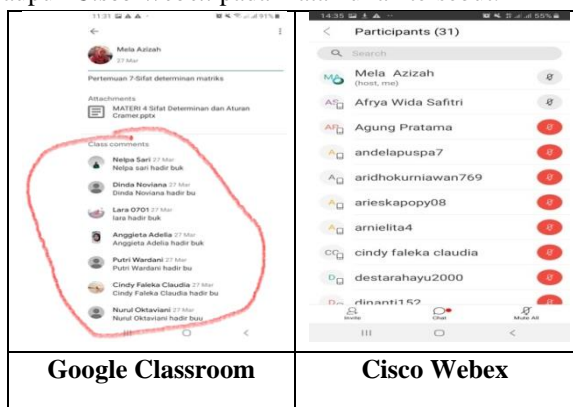 11:31
91%
Mela Azizah
27 Mar
Pertemuan 7-Sifat determinan matriks
Attachments
MATERI 4 Sifat Determinan dan Aturan
Cramer.pptx
Class comments
Nelpa Sari 27 Mar
Nelpa sari hadir buk
Dinda Noviana 27 Mar
Dinda Noviana hadir bu
Lara 0701 27 Mar
lara hadir buk
Anggieta Adelia 27 Mar
Anggieta Adelia hadir buk
Putri Wardani 27 Mar
Putri Wardani hadir bu
Cindy Faleka Claudia 27 Mar
Cindy Faleka Claudia hadir bu
Nurul Oktaviani 27 Mar
Nurul Oktaviani hadir buu
14:35
55%
Participants (31)
Search
Mela Azizah
(host, me)
AS Afrya Wida Safitri
AP Agung Pratama
A andelapuspa7
A aridhokurniawan769
A arieskapopy08
A arnielita4
CC cindy faleka claudia
D destarahayu2000
D dinanti152
Invite
Chat
Mute All
Google Classroom
Cisco Webex